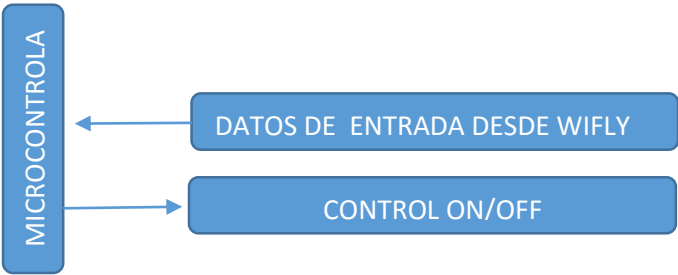 MICROCONTROLA
DATOS DE ENTRADA DESDE WIFLY
CONTROL ON/OFF